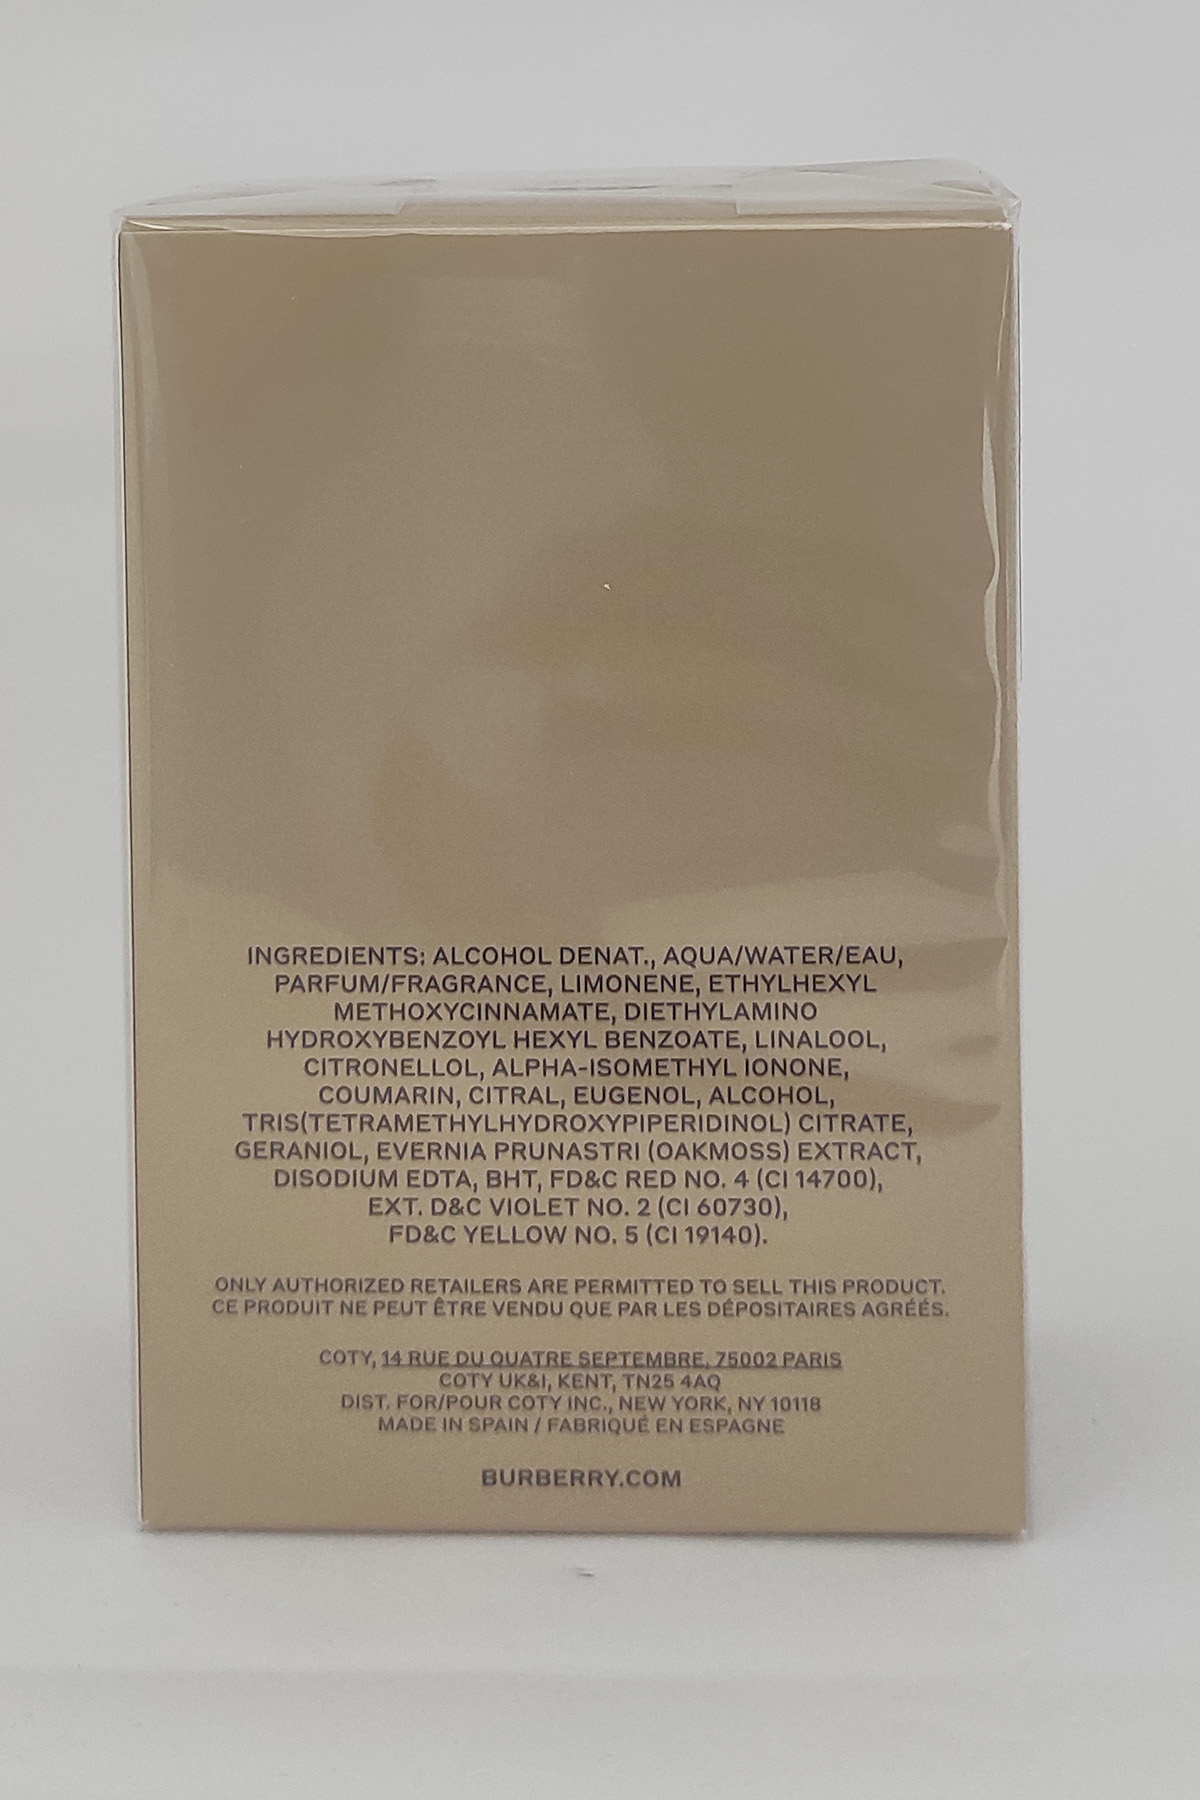 INGREDIENTS: ALCOHOL DENAT., AQUA/WATER/EAU,
PARFUM/FRAGRANCE, LIMONENE, ETHYLHEXYL
METHOXYCINNAMATE, DIETHYLAMINO
HYDROXYBENZOYL HEXYL BENZOATE, LINALOOL,
CITRONELLOL, ALPHA-ISOMETHYL IONONE,
COUMARIN, CITRAL, EUGENOL, ALCOHOL,
TRIS(TETRAMETHYLHYDROXYPIPERIDINOL) CITRATE,
GERANIOL, EVERNIA PRUNASTRI (OAKMOSS) EXTRACT,
DISODIUM EDTA, BHT, FD&C RED NO. 4 (CI 14700),
EXT. D&C VIOLET NO. 2 (CI 60730),
FD&C YELLOW NO. 5 (CI 19140).
ONLY AUTHORIZED RETAILERS ARE PERMITTED TO SELL THIS PRODUCT.
CE PRODUIT NE PEUT ÊTRE VENDU QUE PAR LES DÉPOSITAIRES AGRÉÉS.
COTY, 14 RUE DU QUATRE SEPTEMBRE, 75002 PARIS
COTY UK&I, KENT, TN25 4AQ
DIST. FOR/POUR COTY INC., NEW YORK, NY 10118
MADE IN SPAIN / FABRIQUÉ EN ESPAGNE
BURBERRY.COM